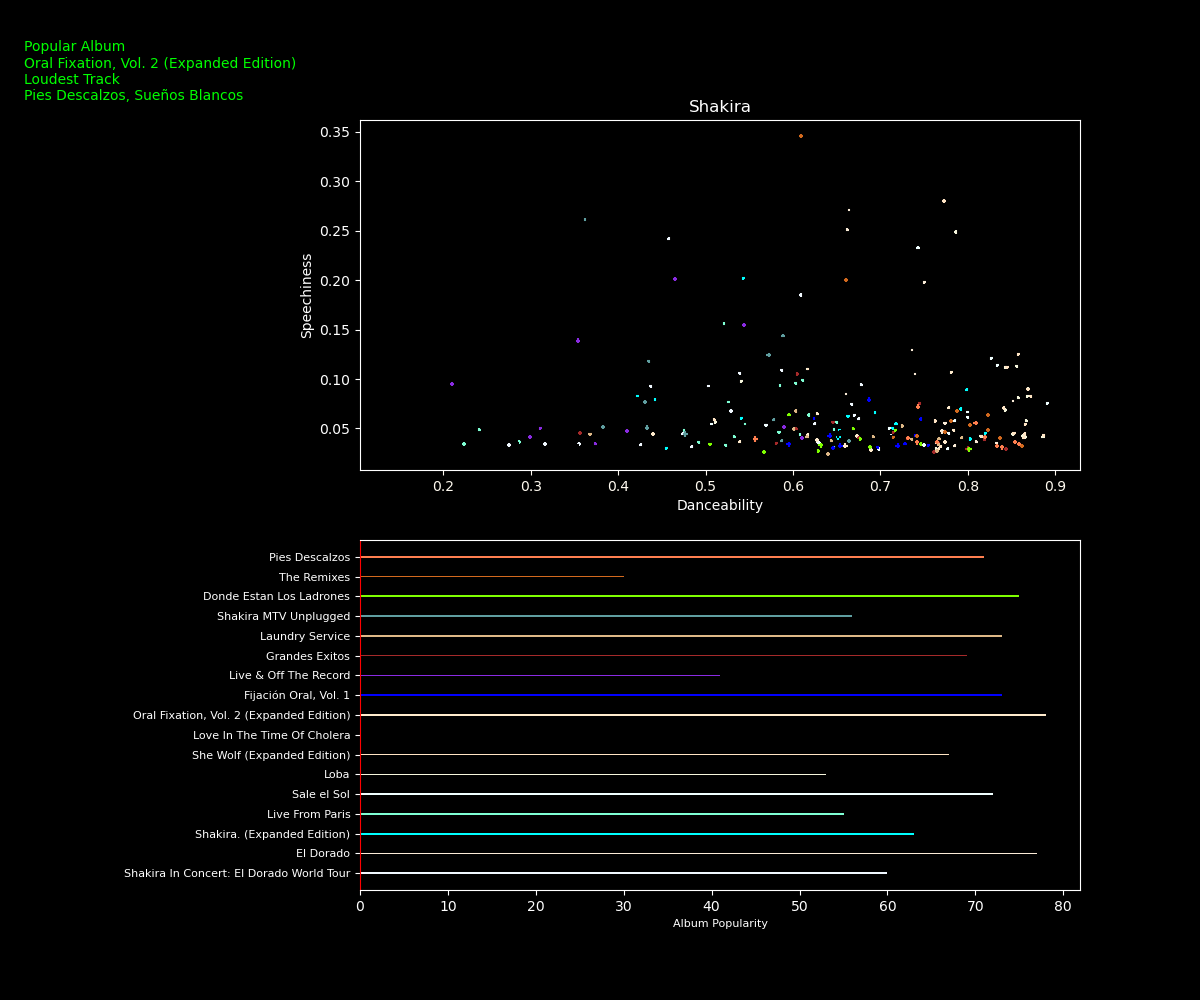 Popular Album
Oral Fixation, Vol. 2 (Expanded Edition)
Loudest Track
Pies Descalzos, Sueños Blancos
Shakira
0.35
0.30
0.25
0.20
0.15
0.10
0.05
Speechiness
0.2 0.3 0.4 0.5 0.6 0.7 0.8 0.9
Danceability
Pies Descalzos
The Remixes
Donde Estan Los Ladrones
Shakira MTV Unplugged
Laundry Service
Grandes Exitos
Live & Off The Record
Fijación Oral, Vol. 1
Oral Fixation, Vol. 2 (Expanded Edition)
Love In The Time Of Cholera
She Wolf (Expanded Edition)
Loba
Sale el Sol
Live From Paris
Shakira. (Expanded Edition)
El Dorado
Shakira In Concert: El Dorado World Tour
0 10 20 30 40 50 60 70 80
Album Popularity